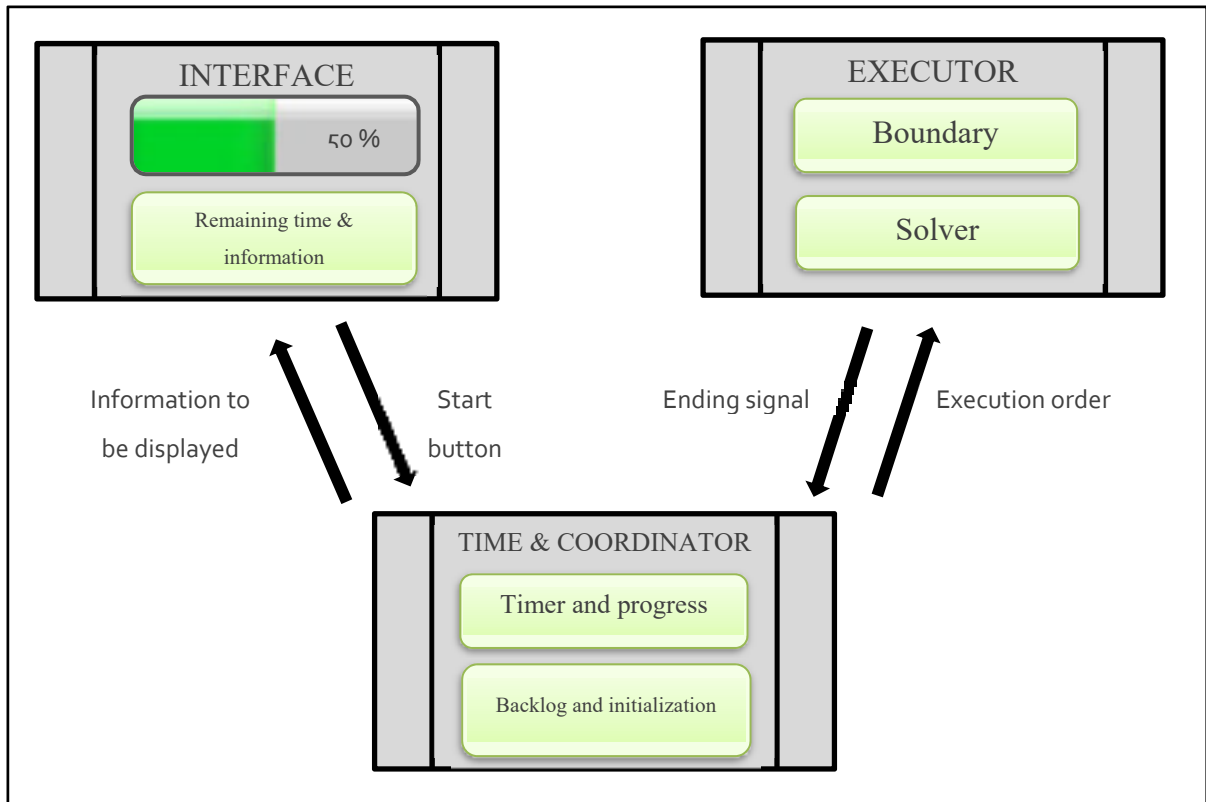 INTERFACE
50 %
Remaining time &
information
EXECUTOR
Boundary
Solver
Information to
be displayed
Start
button
Ending signal
Execution order
TIME & COORDINATOR
Timer and progress
Backlog and initialization